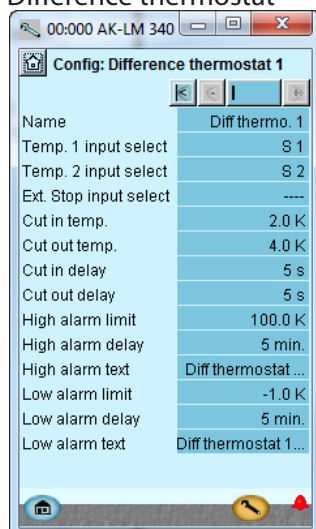 Difference thermostat
00:000 AK-LM 340
Config: Difference thermostat 1
Name Diff thermo. 1
Temp. 1 input select S 1
Temp. 2 input select S 2
Ext. Stop input select ----
Cut in temp. 2.0 K
Cut out temp. 4.0 K
Cut in delay 5 s
Cut out delay 5 s
High alarm limit 100.0 K
High alarm delay 5 min.
High alarm text Diff thermostat ...
Low alarm limit -1.0 K
Low alarm delay 5 min.
Low alarm text Diff thermostat 1...